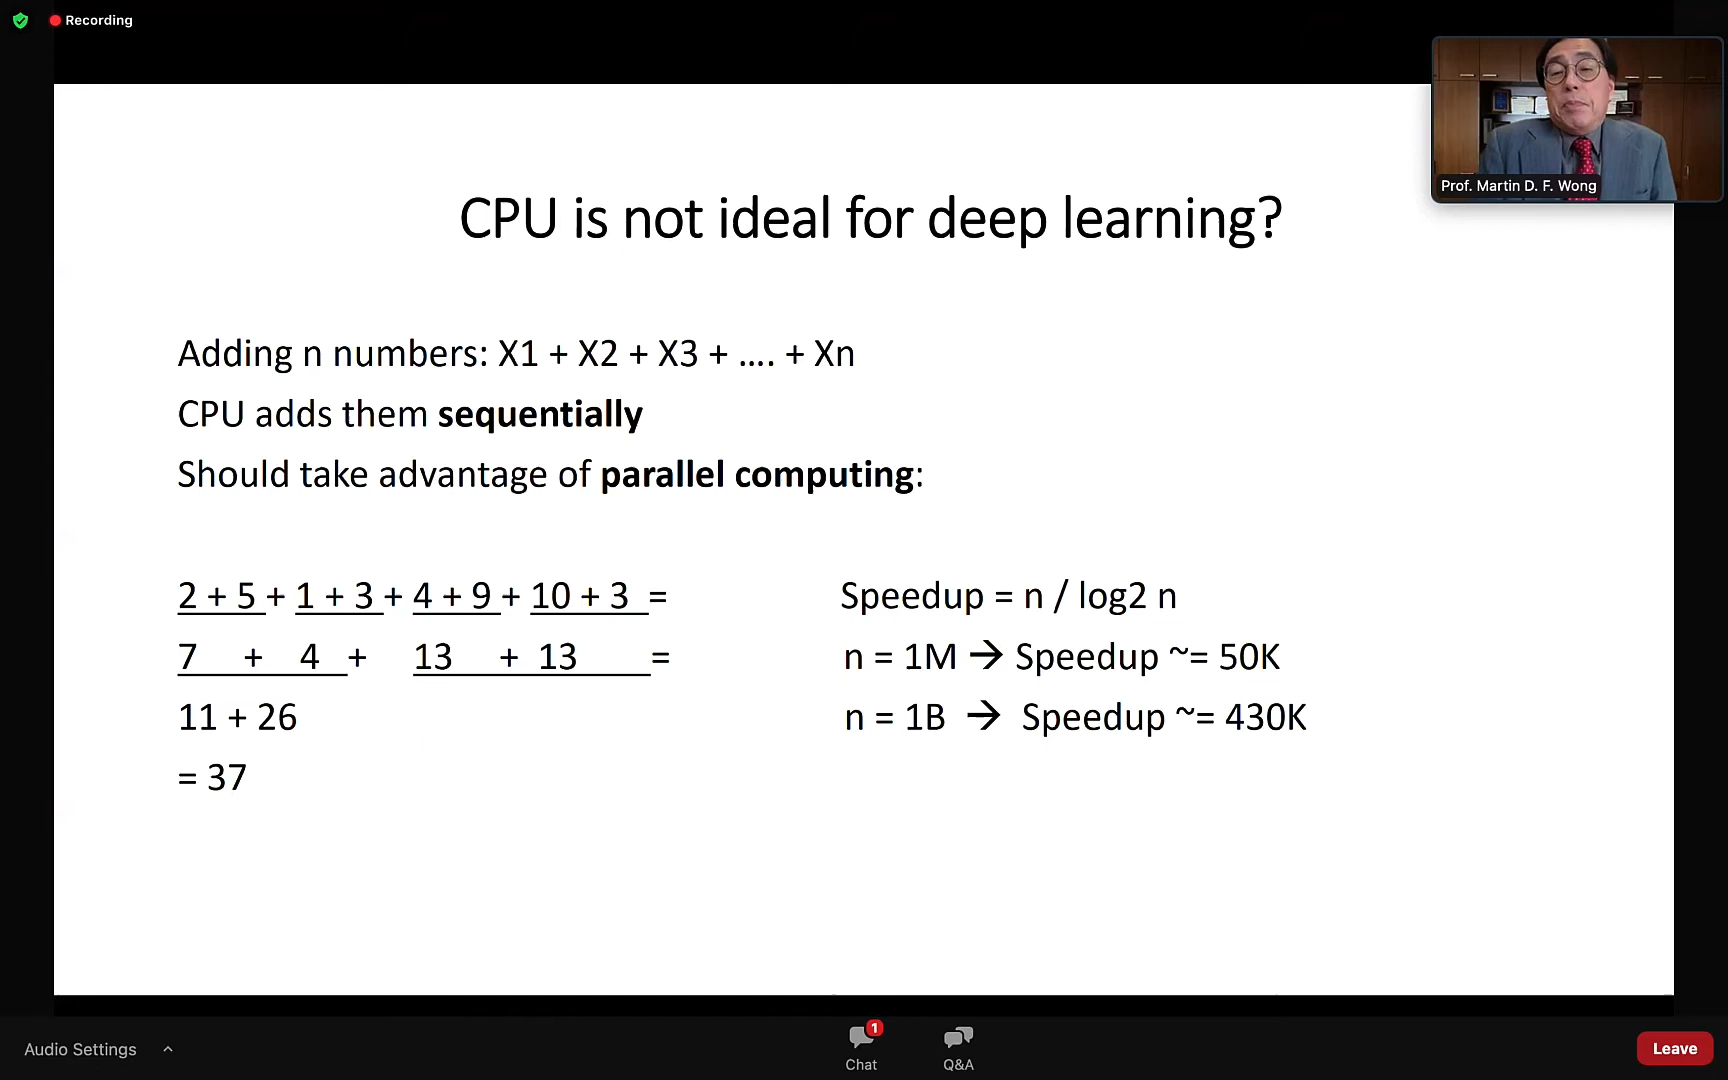 Recording
Prof. Martin D. F. Wong
CPU is not ideal for deep learning?
Adding n numbers: X1 + X2 + X3 + .... + Xn
CPU adds them sequentially
Should take advantage of parallel computing:
2 + 5 + 1 + 3 + 4 + 9 + 10 + 3 =
7 + 4 + 13 + 13 =
11 + 26
= 37
Speedup = n / log2 n
n = 1M → Speedup ~= 50K
n = 1B → Speedup ~= 430K
Audio Settings
1
Chat
Q&A
Leave